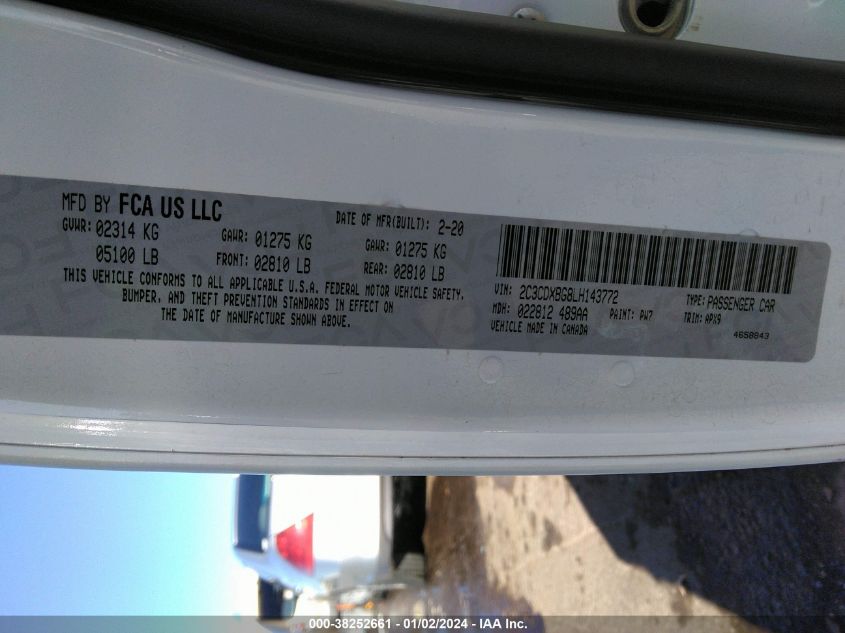 MFD BY FCA US LLC
DATE OF MFR(BUILT): 2-20
GVWR: 02314 KG
GAWR: 01275 KG
GAWR: 01275 KG
05100 LB
FRONT: 02810 LB
REAR: 02810 LB
THIS VEHICLE CONFORMS TO ALL APPLICABLE U.S.A. FEDERAL MOTOR VEHICLE SAFETY,
BUMPER, AND THEFT PREVENTION STANDARDS IN EFFECT ON
THE DATE OF MANUFACTURE SHOWN ABOVE.
VIN: 2C3CDXBG8LH143772
TYPE: PASSENGER CAR
MDH: 022812 489AA
PAINT: PW7
TRIM: APX9
VEHICLE MADE IN CANADA
4658843
000-38252661 - 01/02/2024 - IAA Inc.